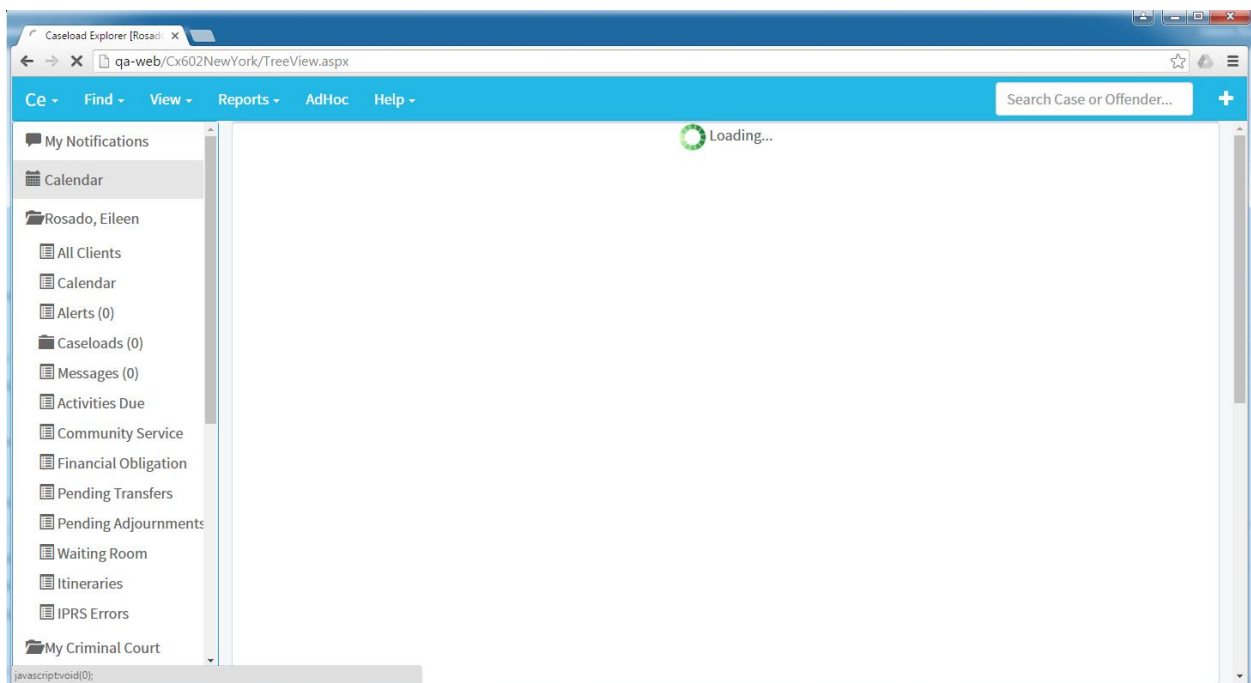 Caseload Explorer [Rosad
qa-web/Cx602NewYork/TreeView.aspx
Ce Find View Reports AdHoc Help Search Case or Offender...
My Notifications
Loading...
Calendar
Rosado, Eileen
All Clients
Calendar
Alerts (0)
Caseloads (0)
Messages (0)
Activities Due
Community Service
Financial Obligation
Pending Transfers
Pending Adjournments
Waiting Room
Itineraries
IPRS Errors
My Criminal Court
javascript:void(0);